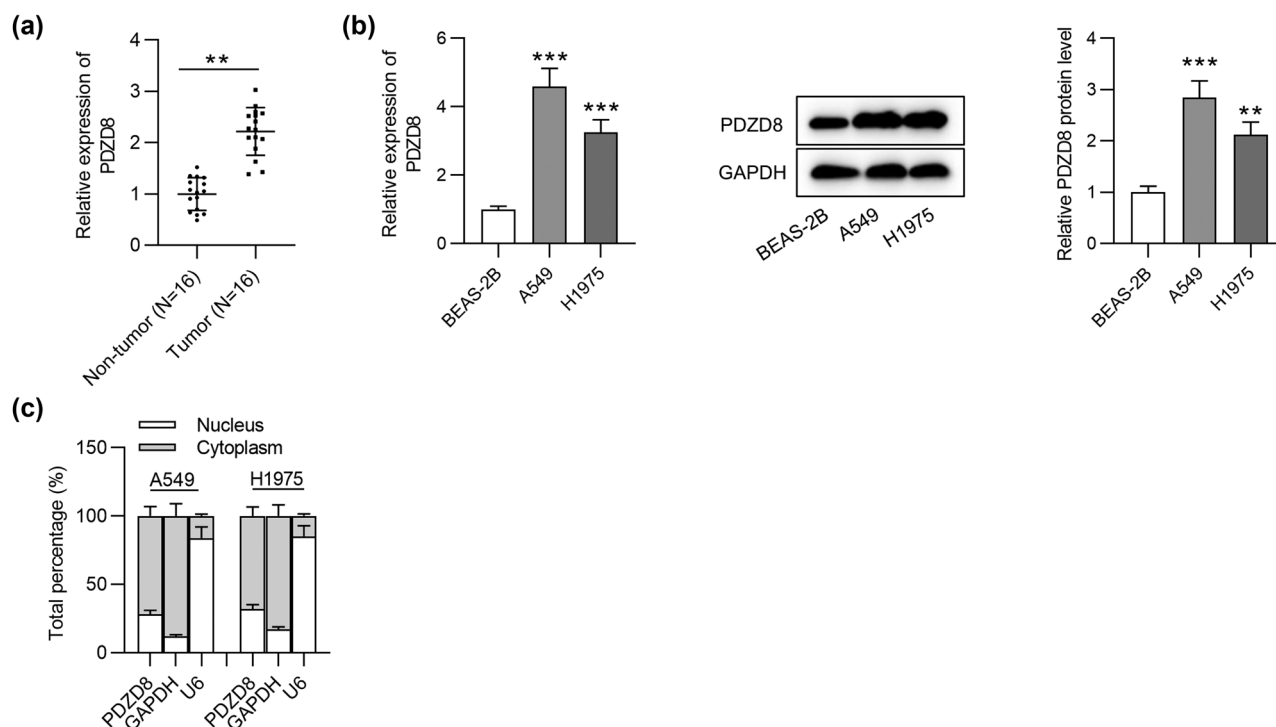 (a)
Relative expression of
PDZD8
4
3
2
1
0
**
Non-tumor (N=16)
Tumor (N=16)
(b)
Relative expression of
PDZD8
6
4
2
0
***
***
BEAS-2B
A549
H1975
PDZD8
GAPDH
BEAS-2B
A549
H1975
Relative PDZD8 protein level
4
3
2
1
0
***
**
BEAS-2B
A549
H1975
(c)
Nucleus
Cytoplasm
Total percentage (%)
150
100
50
0
A549
H1975
PDZD8
GAPDH
U6
PDZD8
GAPDH
U6